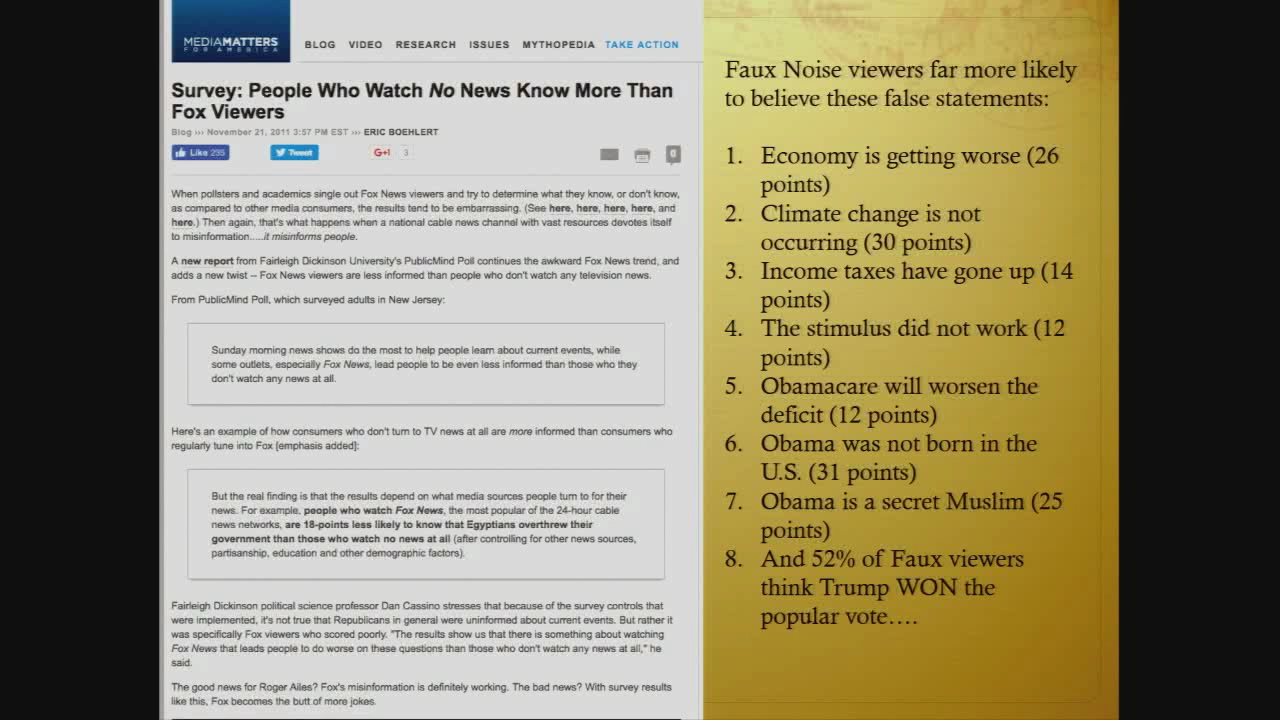 MEDIAMATTERS
FOR AMERICA
BLOG VIDEO RESEARCH ISSUES MYTHOPEDIA TAKE ACTION
Survey: People Who Watch No News Know More Than
Fox Viewers
Blog ››› November 21, 2011 3:57 PM EST ››› ERIC BOEHLERT
Like 235 Tweet G+1 3 0
When pollsters and academics single out Fox News viewers and try to determine what they know, or don't know,
as compared to other media consumers, the results tend to be embarrassing. (See here, here, here, here, and
here.) Then again, that's what happens when a national cable news channel with vast resources devotes itself
to misinformation.....it misinforms people.
A new report from Fairleigh Dickinson University's PublicMind Poll continues the awkward Fox News trend, and
adds a new twist -- Fox News viewers are less informed than people who don't watch any television news.
From PublicMind Poll, which surveyed adults in New Jersey:
Sunday morning news shows do the most to help people learn about current events, while
some outlets, especially Fox News, lead people to be even less informed than those who they
don't watch any news at all.
Here's an example of how consumers who don't turn to TV news at all are more informed than consumers who
regularly tune into Fox [emphasis added]:
But the real finding is that the results depend on what media sources people turn to for their
news. For example, people who watch Fox News, the most popular of the 24-hour cable
news networks, are 18-points less likely to know that Egyptians overthrew their
government than those who watch no news at all (after controlling for other news sources,
partisanship, education and other demographic factors).
Fairleigh Dickinson political science professor Dan Cassino stresses that because of the survey controls that
were implemented, it's not true that Republicans in general were uninformed about current events. But rather it
was specifically Fox viewers who scored poorly. "The results show us that there is something about watching
Fox News that leads people to do worse on these questions than those who don't watch any news at all," he
said.
The good news for Roger Ailes? Fox's misinformation is definitely working. The bad news? With survey results
like this, Fox becomes the butt of more jokes.
Faux Noise viewers far more likely
to believe these false statements:
1. Economy is getting worse (26
points)
2. Climate change is not
occurring (30 points)
3. Income taxes have gone up (14
points)
4. The stimulus did not work (12
points)
5. Obamacare will worsen the
deficit (12 points)
6. Obama was not born in the
U.S. (31 points)
7. Obama is a secret Muslim (25
points)
8. And 52% of Faux viewers
think Trump WON the
popular vote….